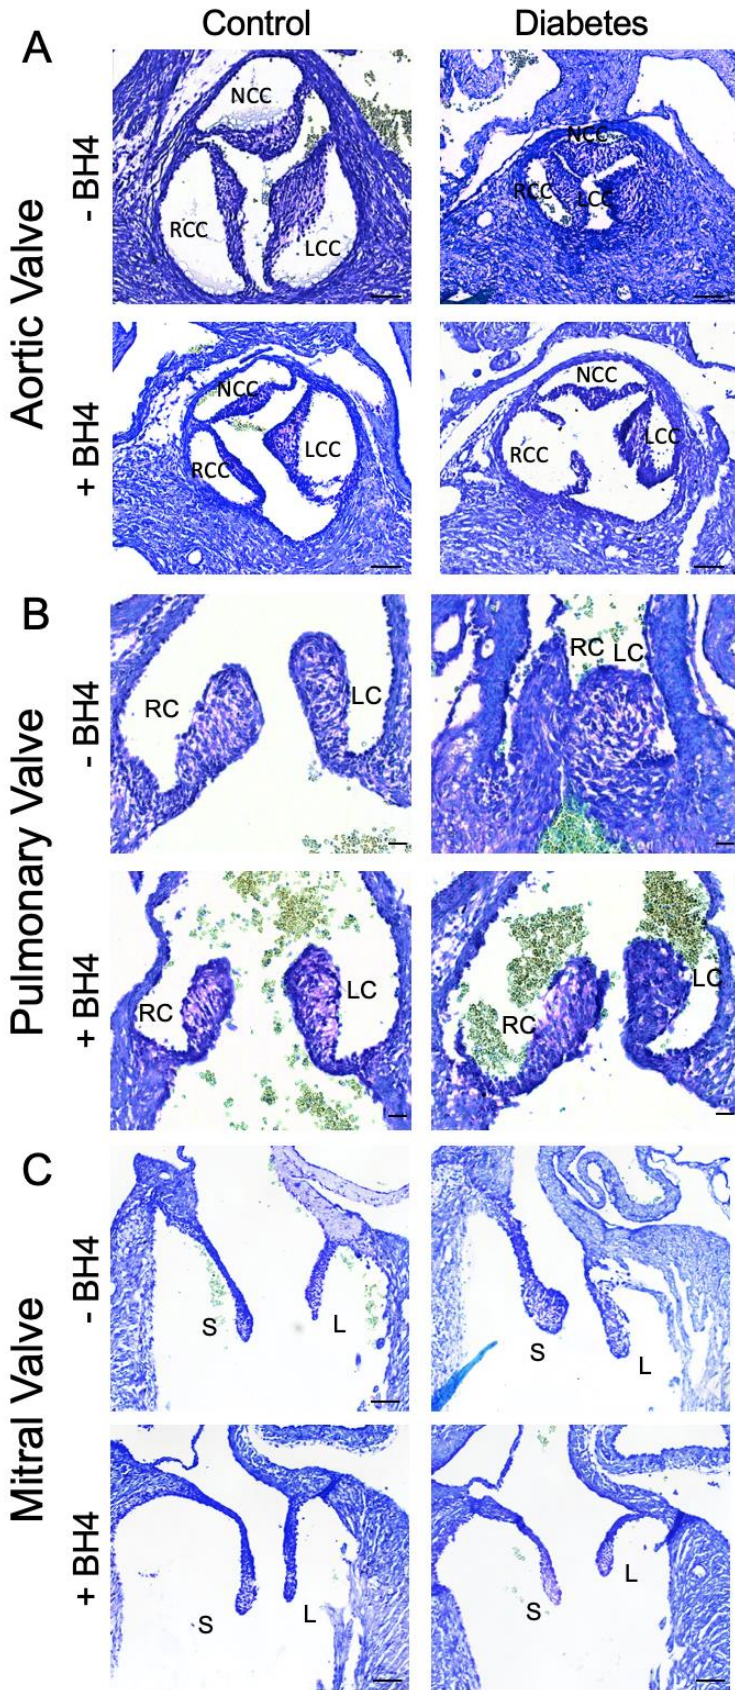 Control Diabetes
A
Aortic Valve
- BH4
NCC
RCC
LCC
NCC
RCC
LCC
+ BH4
NCC
RCC
LCC
NCC
RCC
LCC
B
Pulmonary Valve
- BH4
RC
LC
RC
LC
+ BH4
RC
LC
RC
LC
C
Mitral Valve
- BH4
S
L
S
L
+ BH4
S
L
S
L